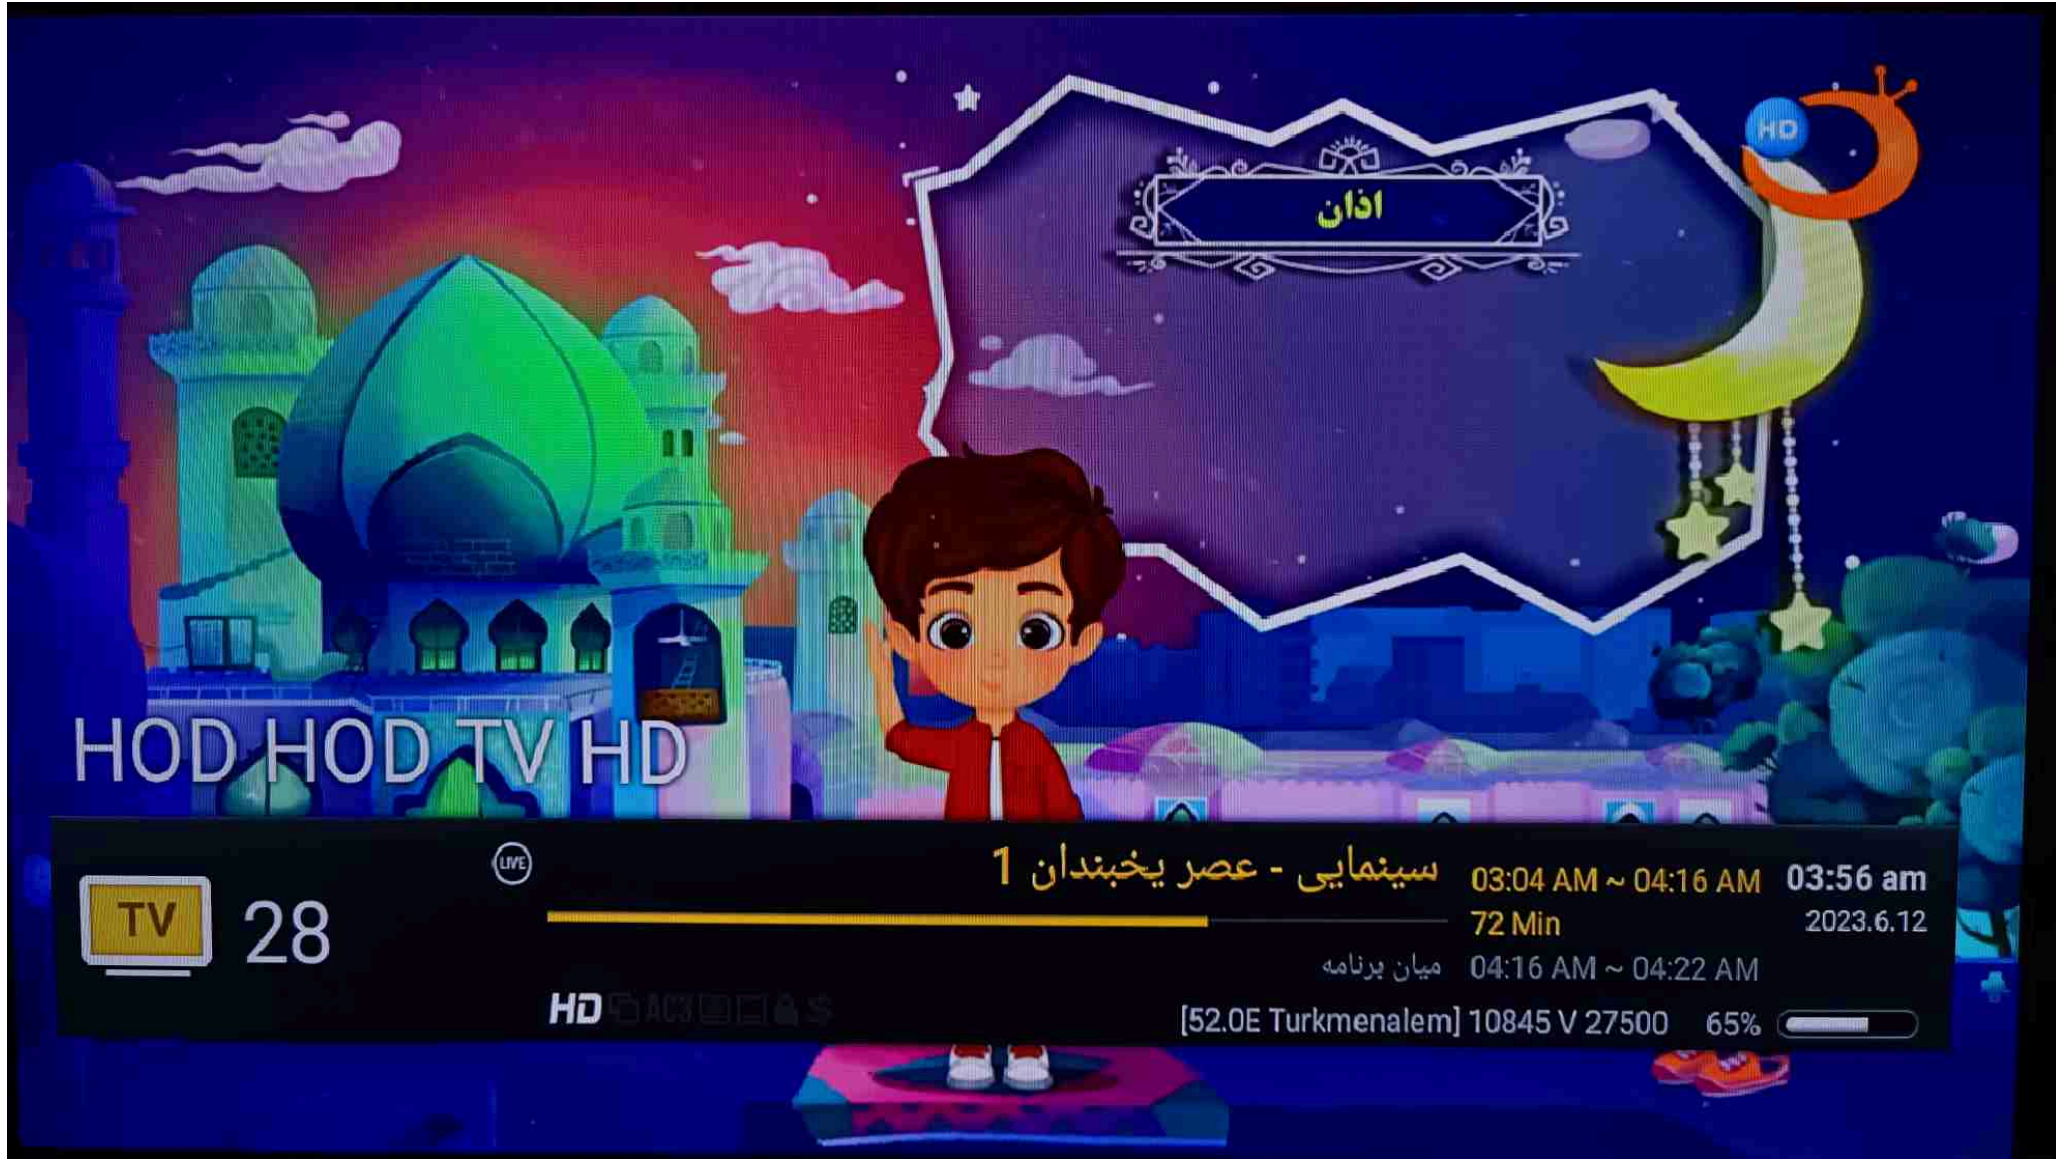 HD
اذان
HOD HOD TV HD
LIVE
سینمایی - عصر یخبندان 1
03:04 AM ~ 04:16 AM
03:56 am
TV
28
72 Min
2023.6.12
میان برنامه
04:16 AM ~ 04:22 AM
HD AC3 $
[52.0E Turkmenalem] 10845 V 27500 65%